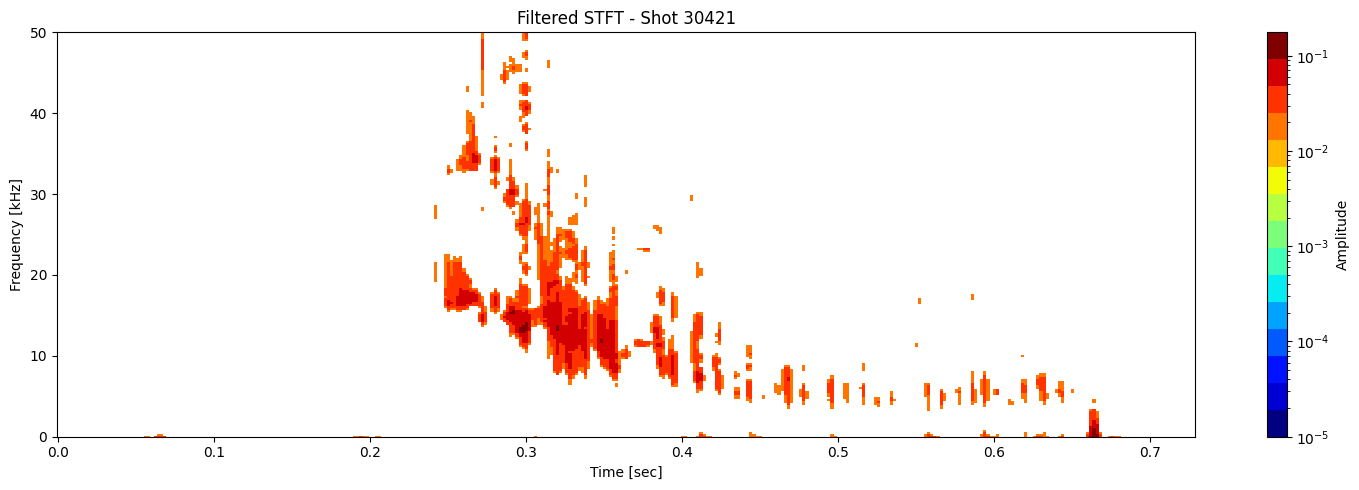 Filtered STFT - Shot 30421
Frequency [kHz]
50
40
30
20
10
0
0.0 0.1 0.2 0.3 0.4 0.5 0.6 0.7
Time [sec]
10⁻¹
10⁻²
10⁻³
10⁻⁴
10⁻⁵
Amplitude